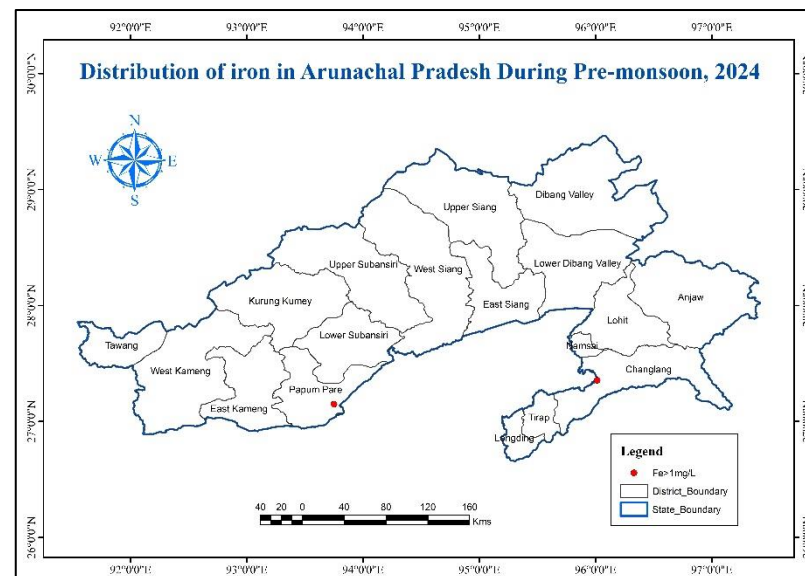 92°0'0"E 93°0'0"E 94°0'0"E 95°0'0"E 96°0'0"E 97°0'0"E
Distribution of iron in Arunachal Pradesh During Pre-monsoon, 2024
N
W E
S
29°0'0"N
28°0'0"N
27°0'0"N
26°0'0"N
Dibang Valley
Upper Siang
Upper Subansiri
West Siang
Lower Dibang Valley
Kurung Kumey
East Siang
Anjaw
Lohit
Lower Subansiri
Namsai
Tawang
West Kameng
Changlang
Papum Pare
East Kameng
Tirap
Longding
Legend
Fe>1mg/L
District_Boundary
State_Boundary
40 20 0 40 80 120 160
Kms
92°0'0"E 93°0'0"E 94°0'0"E 95°0'0"E 96°0'0"E 97°0'0"E